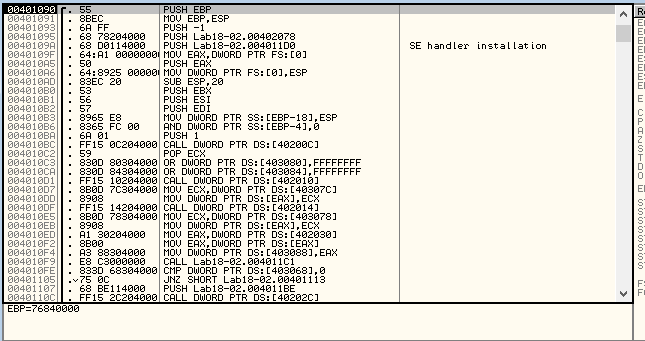 00401090 . 55 PUSH EBP
00401091 . 8BEC MOV EBP,ESP
00401093 . 6A FF PUSH -1
00401095 . 68 78204000 PUSH Lab18-02.00402078
0040109A . 68 D0114000 PUSH Lab18-02.004011D0 SE handler installation
0040109F . 64:A1 00000000 MOV EAX,DWORD PTR FS:[0]
004010A5 . 50 PUSH EAX
004010A6 . 64:8925 00000 MOV DWORD PTR FS:[0],ESP
004010AD . 83EC 20 SUB ESP,20
004010B0 . 53 PUSH EBX
004010B1 . 56 PUSH ESI
004010B2 . 57 PUSH EDI
004010B3 . 8965 E8 MOV DWORD PTR SS:[EBP-18],ESP
004010B6 . 8365 FC 00 AND DWORD PTR SS:[EBP-4],0
004010BA . 6A 01 PUSH 1
004010BC . FF15 0C204000 CALL DWORD PTR DS:[40200C]
004010C2 . 59 POP ECX
004010C3 . 830D 80304000 OR DWORD PTR DS:[403080],FFFFFFFF
004010CA . 830D 84304000 OR DWORD PTR DS:[403084],FFFFFFFF
004010D1 . FF15 10204000 CALL DWORD PTR DS:[402010]
004010D7 . 8B0D 7C304000 MOV ECX,DWORD PTR DS:[40307C]
004010DD . 8908 MOV DWORD PTR DS:[EAX],ECX
004010DF . FF15 14204000 CALL DWORD PTR DS:[402014]
004010E5 . 8B0D 78304000 MOV ECX,DWORD PTR DS:[403078]
004010EB . 8908 MOV DWORD PTR DS:[EAX],ECX
004010ED . A1 30204000 MOV EAX,DWORD PTR DS:[402030]
004010F2 . 8B00 MOV EAX,DWORD PTR DS:[EAX]
004010F4 . A3 88304000 MOV DWORD PTR DS:[403088],EAX
004010F9 . E8 C3000000 CALL Lab18-02.004011C1
004010FE . 833D 68304000 CMP DWORD PTR DS:[403068],0
00401105 . 75 0C JNZ SHORT Lab18-02.00401113
00401107 . 68 BE114000 PUSH Lab18-02.004011BE
0040110C . FF15 2C204000 CALL DWORD PTR DS:[40202C]
EBP=76840000